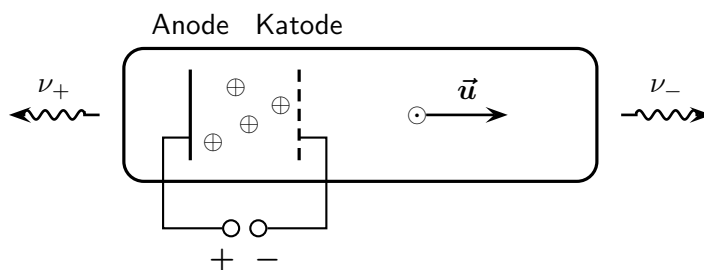 Anode Katode
ν₊ u⃗ ν₋
+ −